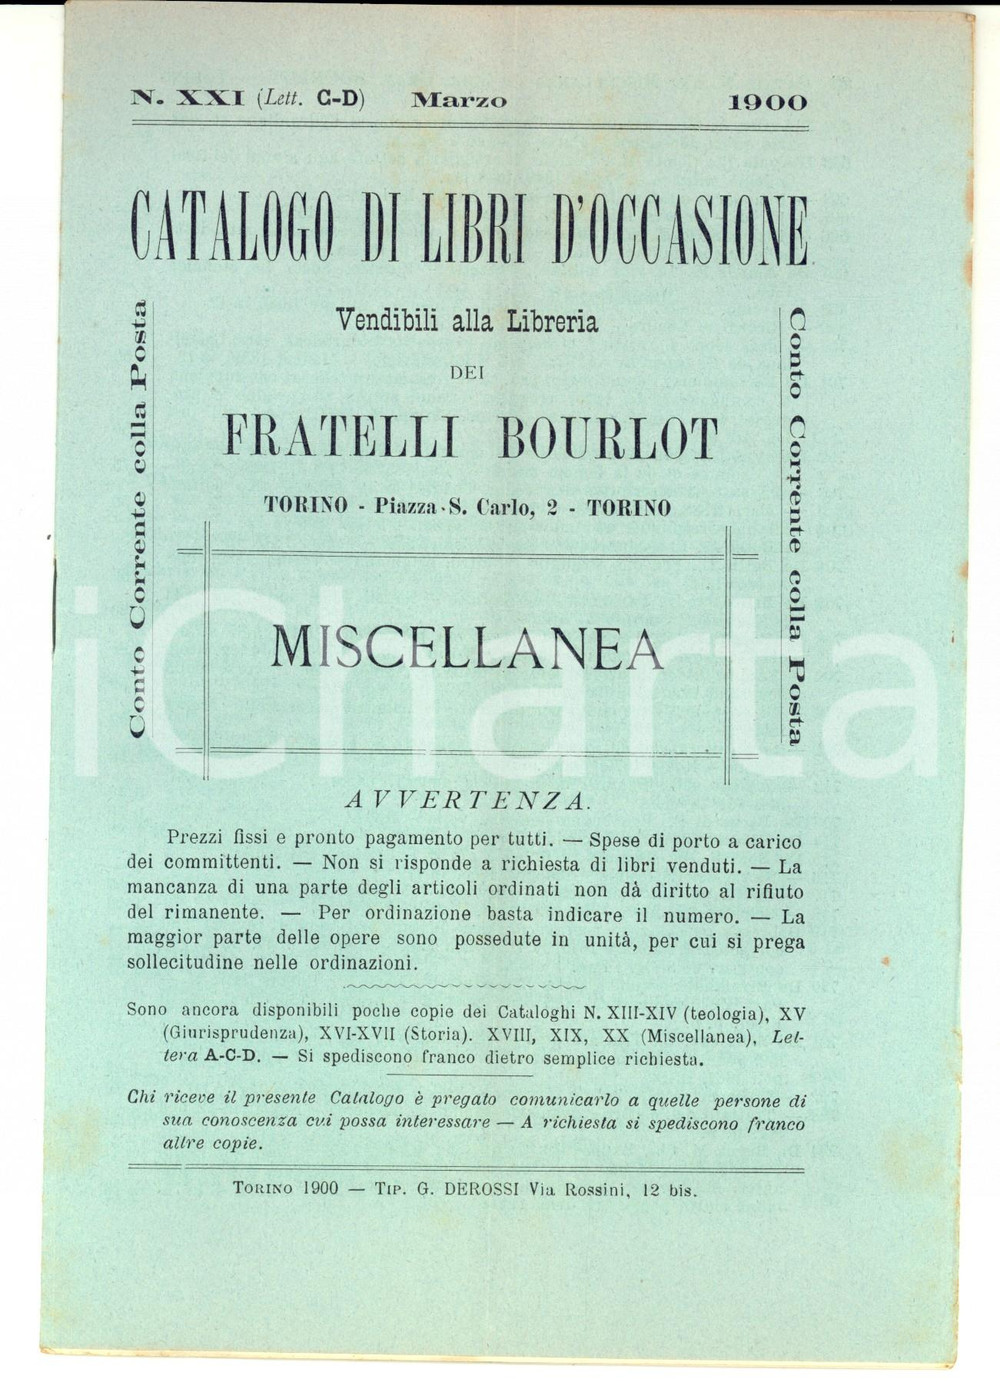 N. XXI (Lett. C-D) Marzo 1900
CATALOGO DI LIBRI D'OCCASIONE
Conto Corrente colla Posta
Vendibili alla Libreria
DEI
FRATELLI BOURLOT
TORINO - Piazza S. Carlo, 2 - TORINO
MISCELLANEA
Conto Corrente colla Posta
iCharta
AVVERTENZA.
Prezzi fissi e pronto pagamento per tutti. — Spese di porto a carico
dei committenti. — Non si risponde a richiesta di libri venduti. — La
mancanza di una parte degli articoli ordinati non dà diritto al rifiuto
del rimanente. — Per ordinazione basta indicare il numero. — La
maggior parte delle opere sono possedute in unità, per cui si prega
sollecitudine nelle ordinazioni.
Sono ancora disponibili poche copie dei Cataloghi N. XIII-XIV (teologia), XV
(Giurisprudenza), XVI-XVII (Storia). XVIII, XIX, XX (Miscellanea), Let-
tera A-C-D. — Si spediscono franco dietro semplice richiesta.
Chi riceve il presente Catalogo è pregato comunicarlo a quelle persone di
sua conoscenza cui possa interessare — A richiesta si spediscono franco
altre copie.
TORINO 1900 — TIP. G. DEROSSI Via Rossini, 12 bis.